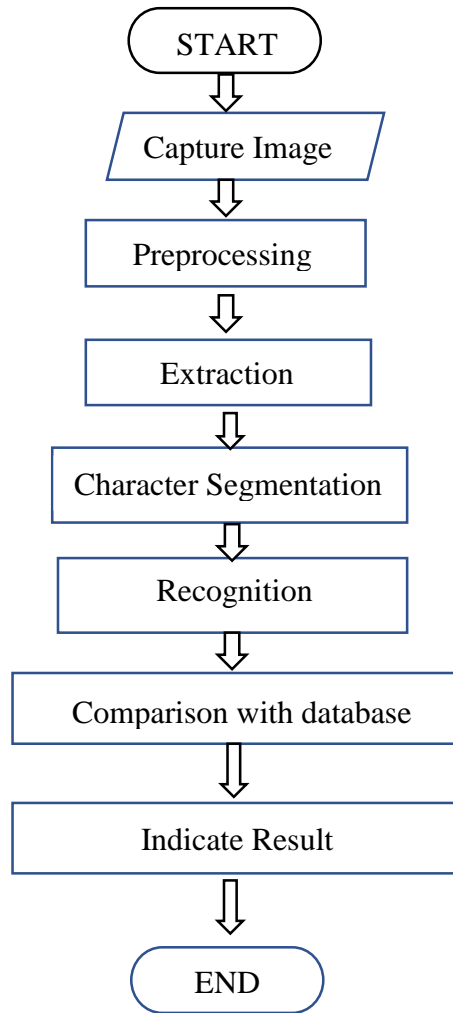 START
Capture Image
Preprocessing
Extraction
Character Segmentation
Recognition
Comparison with database
Indicate Result
END